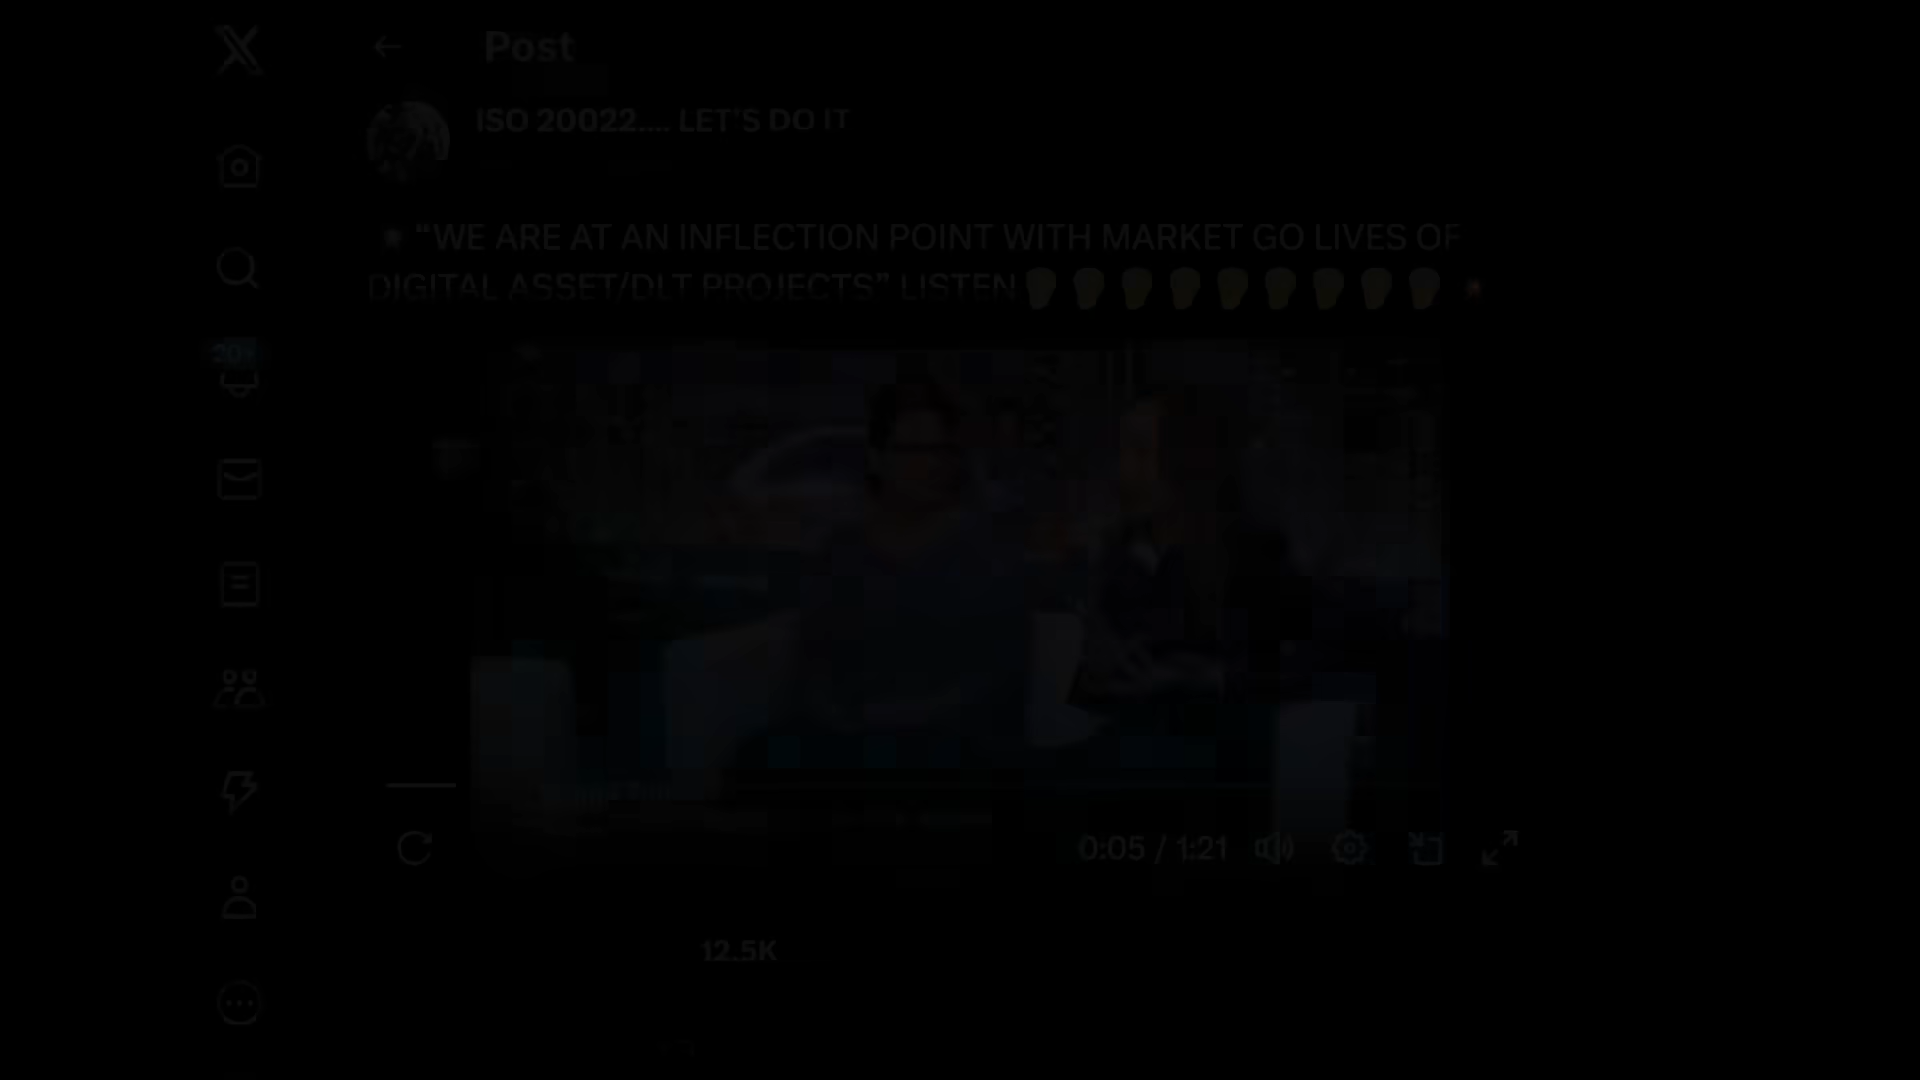 Post
ISO 20022.... LET'S DO IT
“WE ARE AT AN INFLECTION POINT WITH MARKET GO LIVES OF
DIGITAL ASSET/DLT PROJECTS” LISTEN
20+
0:05 / 1:21
12.5K